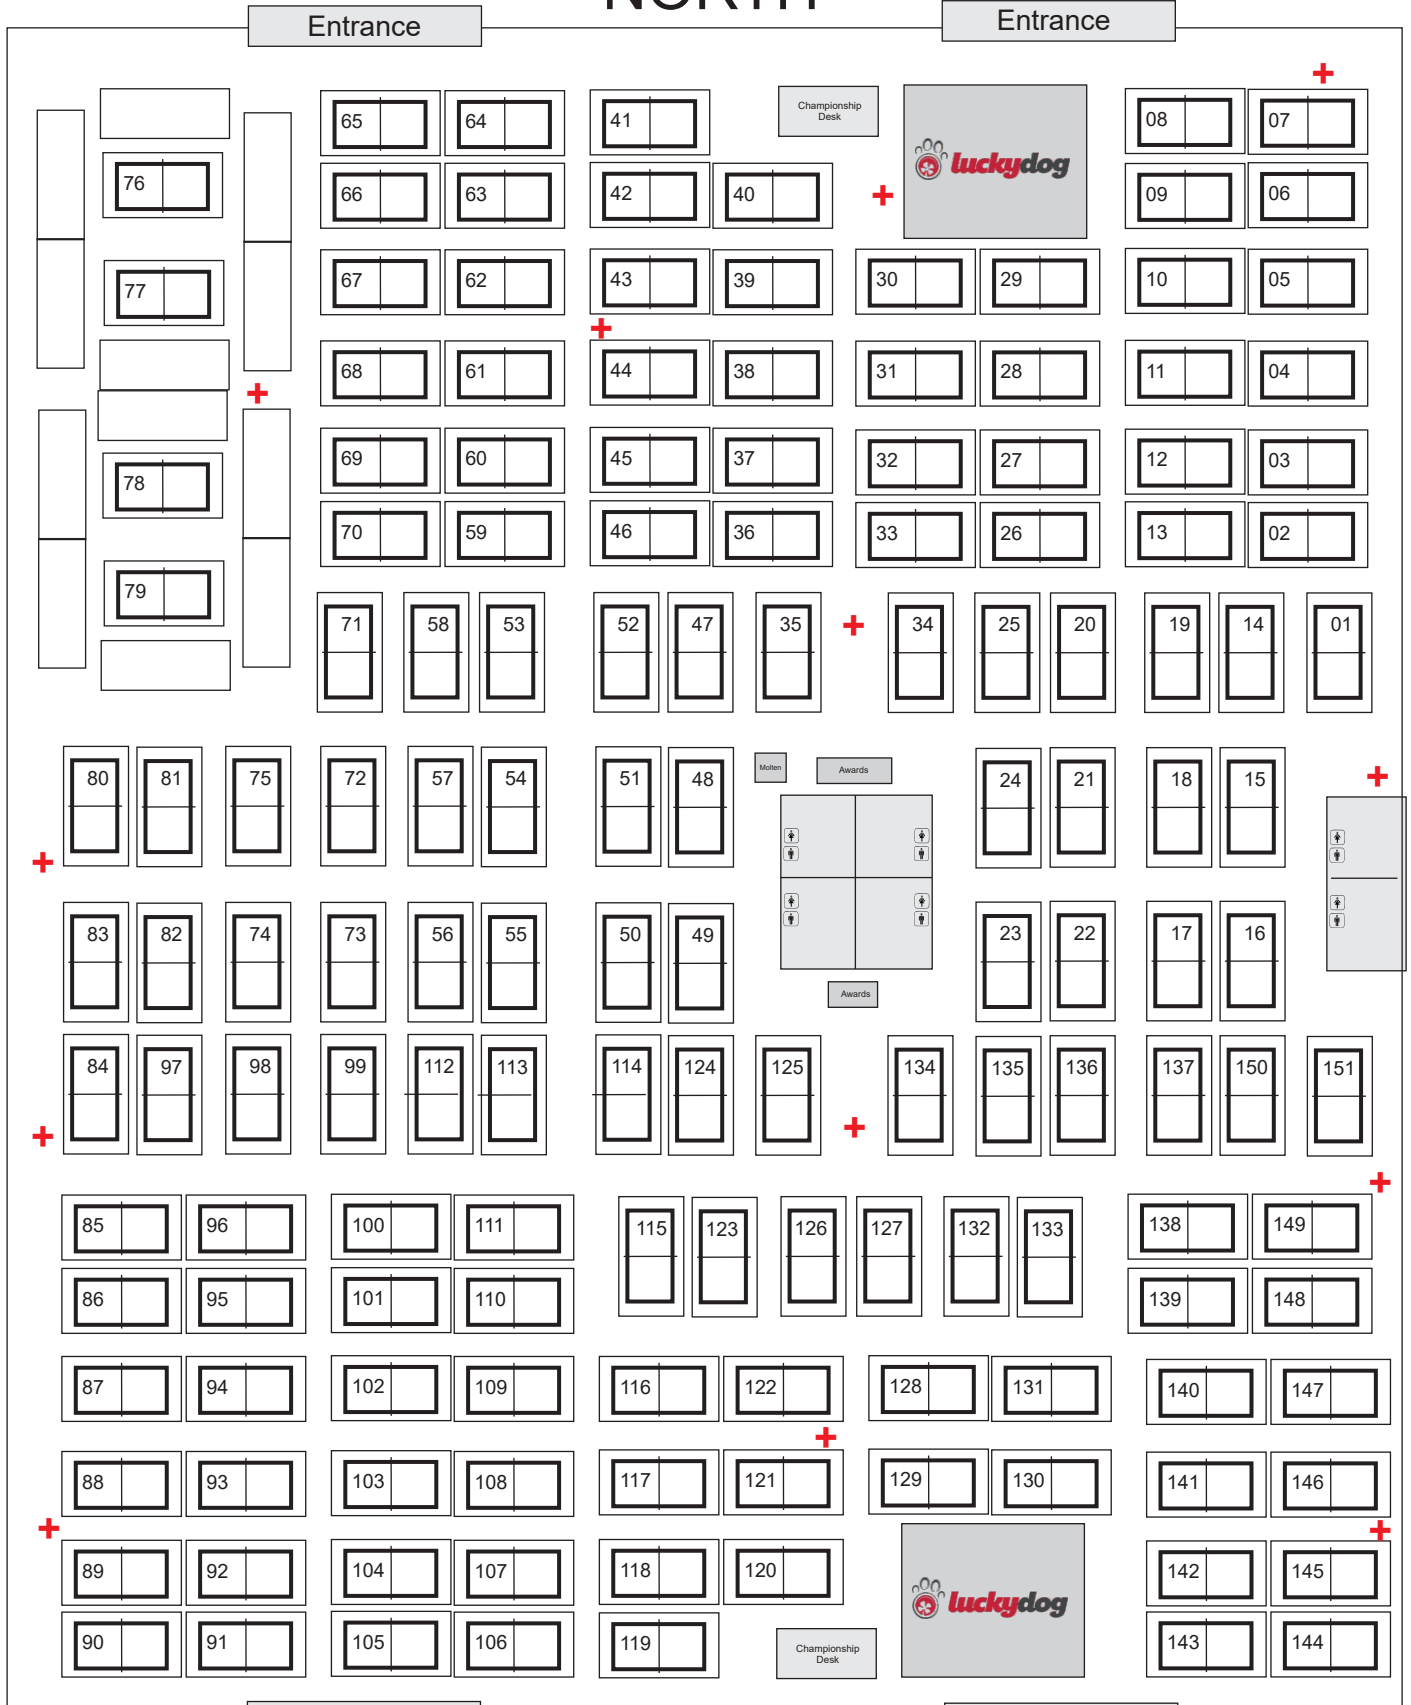 NORTH
Entrance Entrance
65 64 41 Championship Desk luckydog 08 07
76 66 63 42 40 09 06
77 67 62 43 39 30 29 10 05
68 61 44 38 31 28 11 04
78 69 60 45 37 32 27 12 03
79 70 59 46 36 33 26 13 02
71 58 53 52 47 35 34 25 20 19 14 01
80 81 75 72 57 54 51 48 Molten Awards 24 21 18 15
83 82 74 73 56 55 50 49 23 22 17 16
Awards
84 97 98 99 112 113 114 124 125 134 135 136 137 150 151
85 96 100 111 115 123 126 127 132 133 138 149
86 95 101 110 139 148
87 94 102 109 116 122 128 131 140 147
88 93 103 108 117 121 129 130 141 146
89 92 104 107 118 120 luckydog 142 145
90 91 105 106 119 Championship Desk 143 144